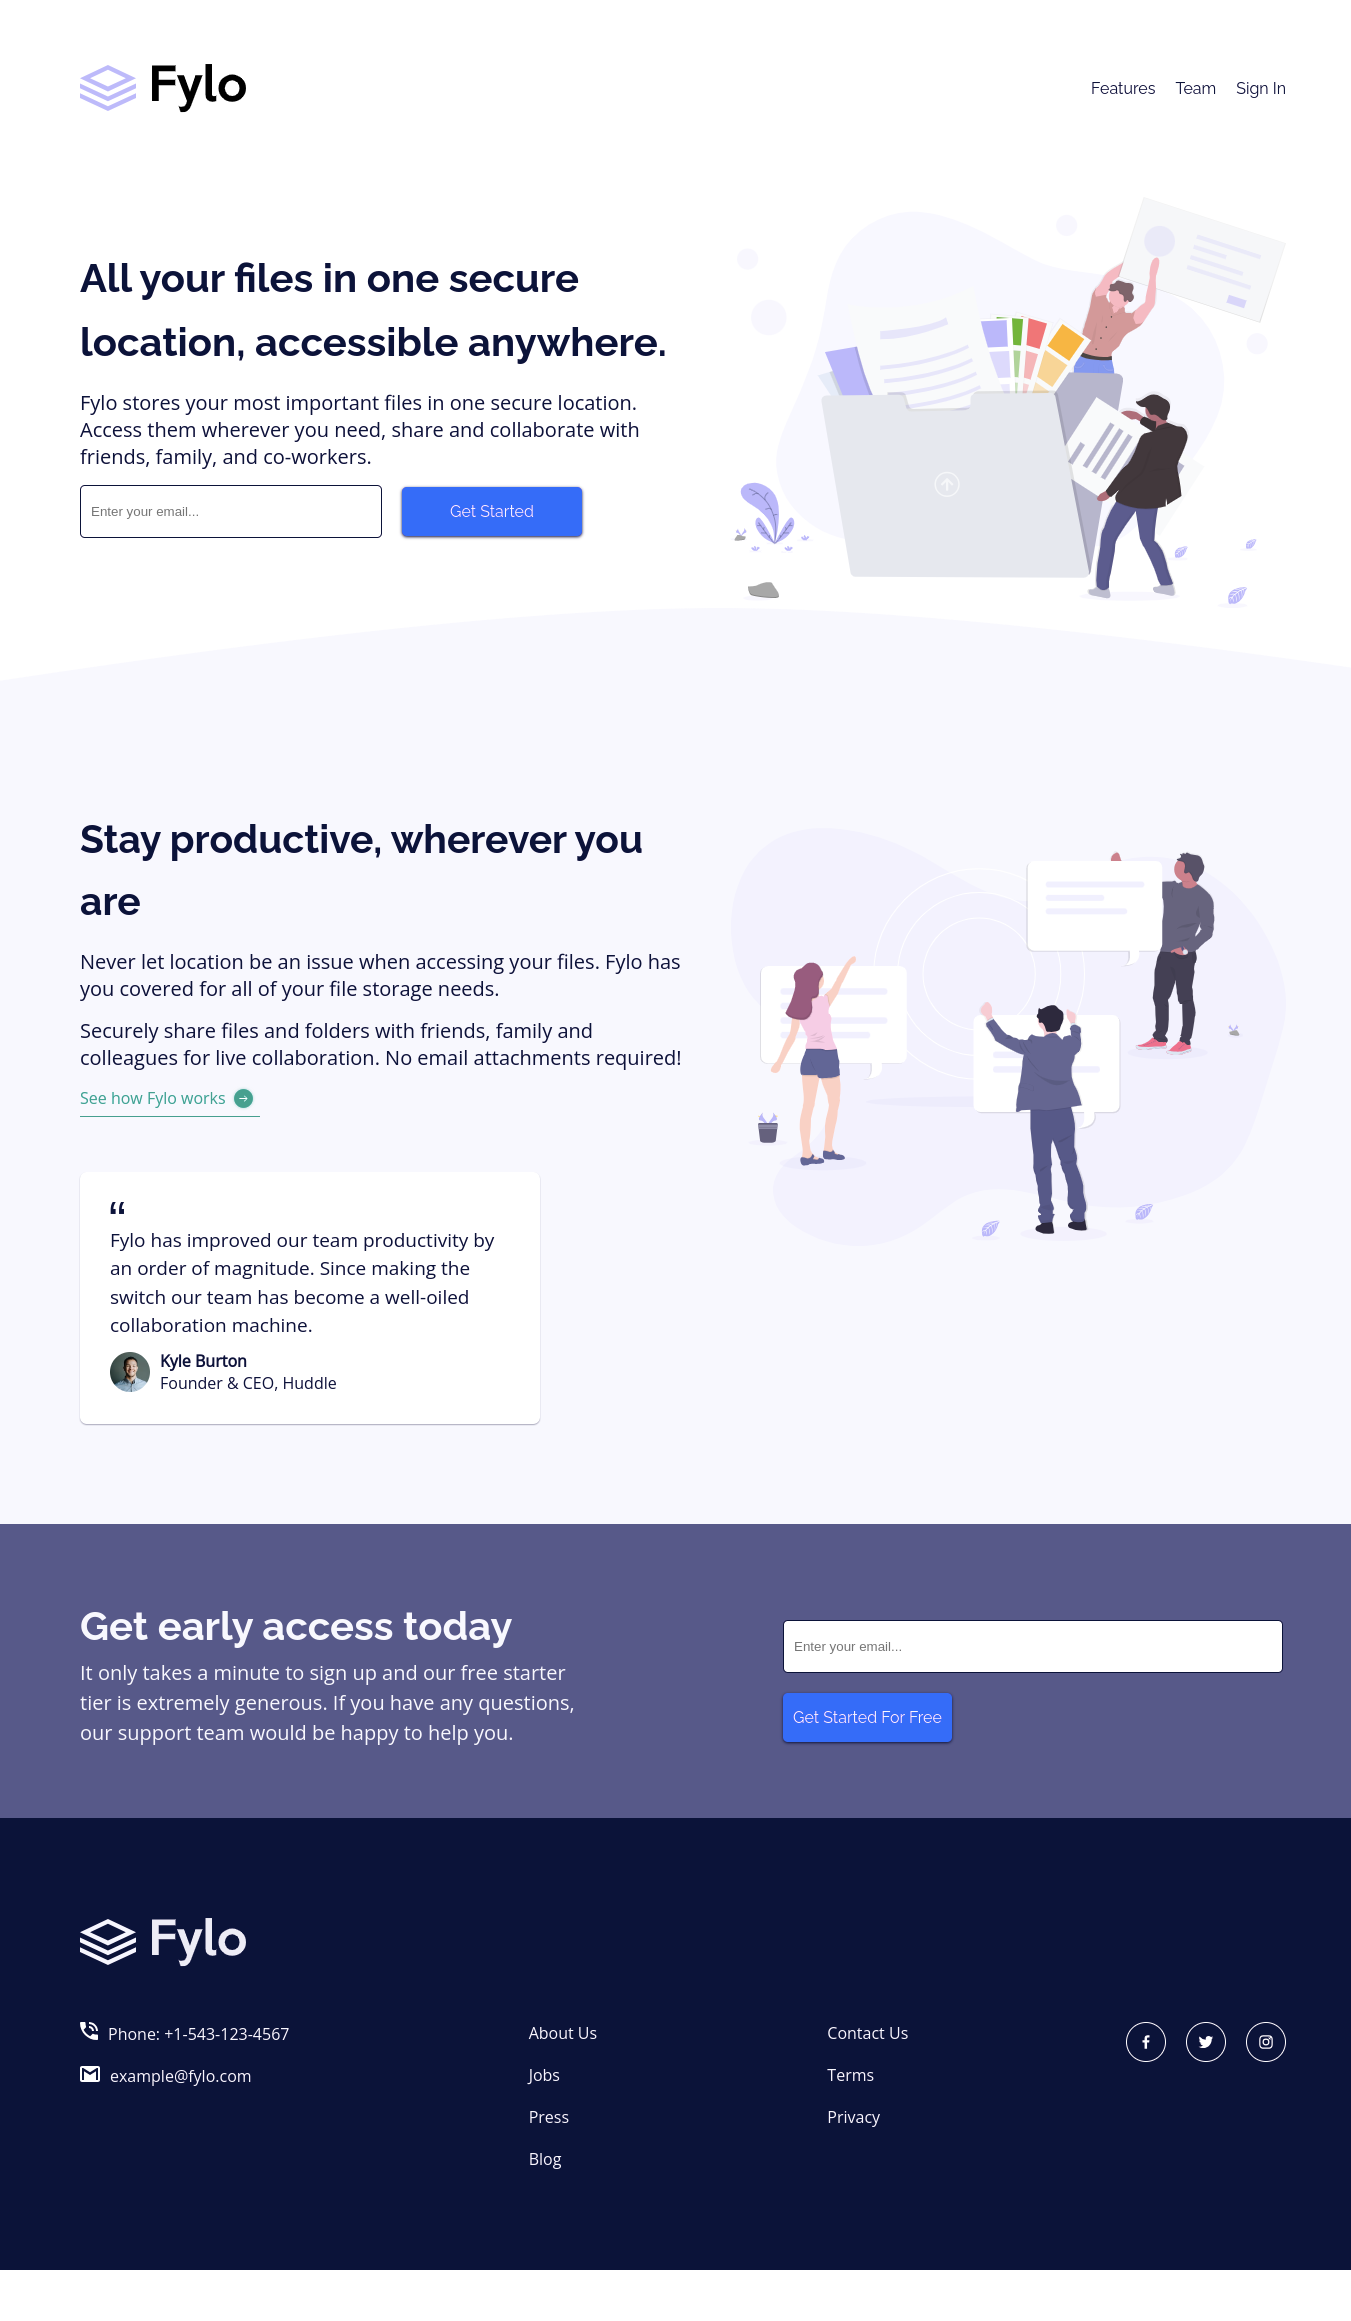 Fylo
Features Team Sign In
All your files in one secure
location, accessible anywhere.
Fylo stores your most important files in one secure location.
Access them wherever you need, share and collaborate with
friends, family, and co-workers.
Enter your email...
Get Started
Stay productive, wherever you
are
Never let location be an issue when accessing your files. Fylo has
you covered for all of your file storage needs.
Securely share files and folders with friends, family and
colleagues for live collaboration. No email attachments required!
See how Fylo works
“
Fylo has improved our team productivity by
an order of magnitude. Since making the
switch our team has become a well-oiled
collaboration machine.
Kyle Burton
Founder & CEO, Huddle
Get early access today
It only takes a minute to sign up and our free starter
tier is extremely generous. If you have any questions,
our support team would be happy to help you.
Enter your email...
Get Started For Free
Fylo
Phone: +1-543-123-4567
example@fylo.com
About Us
Jobs
Press
Blog
Contact Us
Terms
Privacy